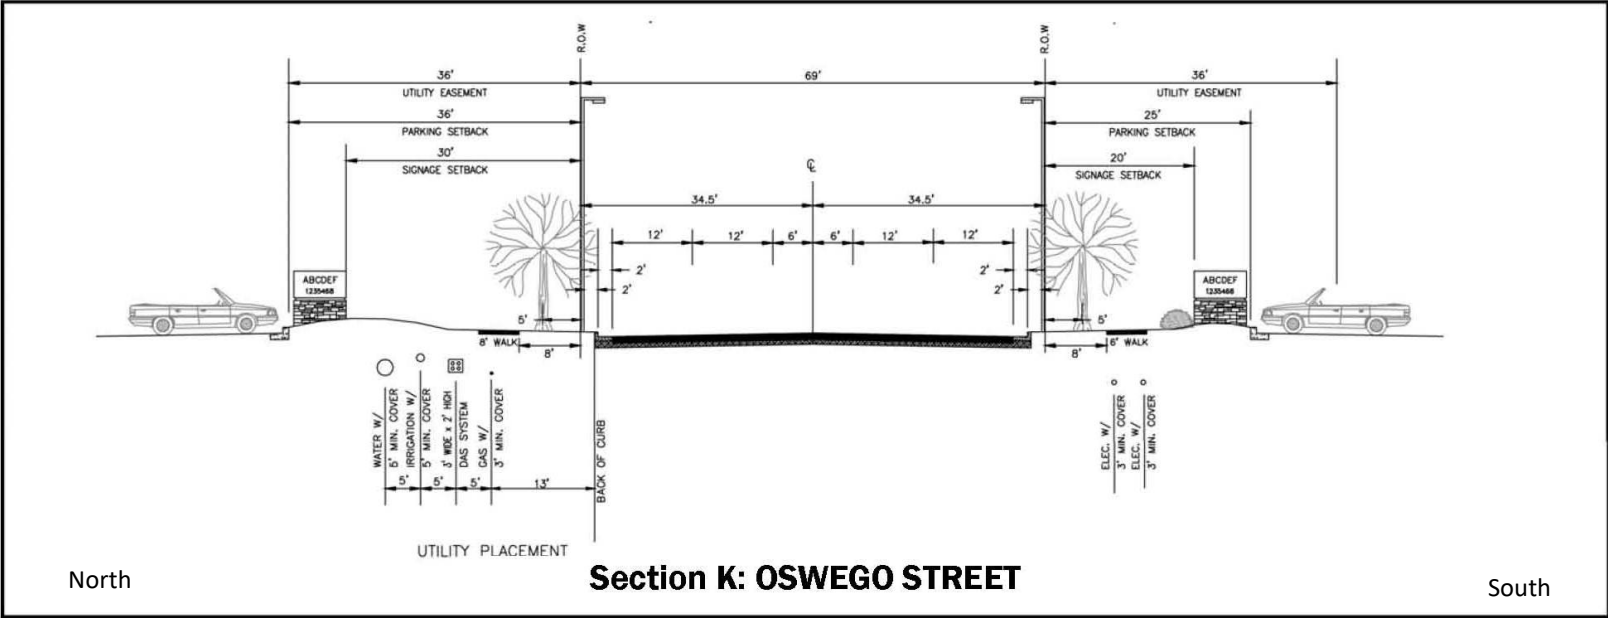 R.O.W
R.O.W
36'
69'
36'
UTILITY EASEMENT
UTILITY EASEMENT
36'
25'
PARKING SETBACK
PARKING SETBACK
30'
20'
SIGNAGE SETBACK
SIGNAGE SETBACK
℄
34.5'
34.5'
12'
12'
6'
6'
12'
12'
2'
2'
2'
2'
ABCDEF
1235468
ABCDEF
1235468
5'
5'
8' WALK
6' WALK
8'
8'
WATER W/
5' MIN. COVER
IRRIGATION W/
5' MIN. COVER
3' WIDE x 2' HIGH
DAS SYSTEM
GAS W/
3' MIN. COVER
BACK OF CURB
ELEC. W/
3' MIN. COVER
ELEC. W/
3' MIN. COVER
5'
5'
5'
13'
UTILITY PLACEMENT
Section K: OSWEGO STREET
North
South